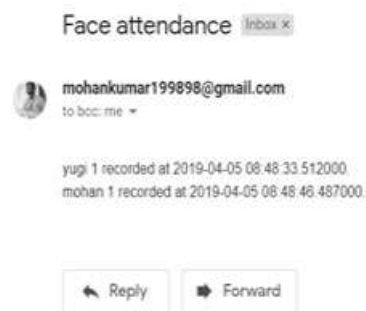 Face attendance Inbox ×
mohankumar199898@gmail.com
to bcc: me
yugi 1 recorded at 2019-04-05 08:48:33.512000.
mohan 1 recorded at 2019-04-05 08:48:46.487000.
Reply Forward